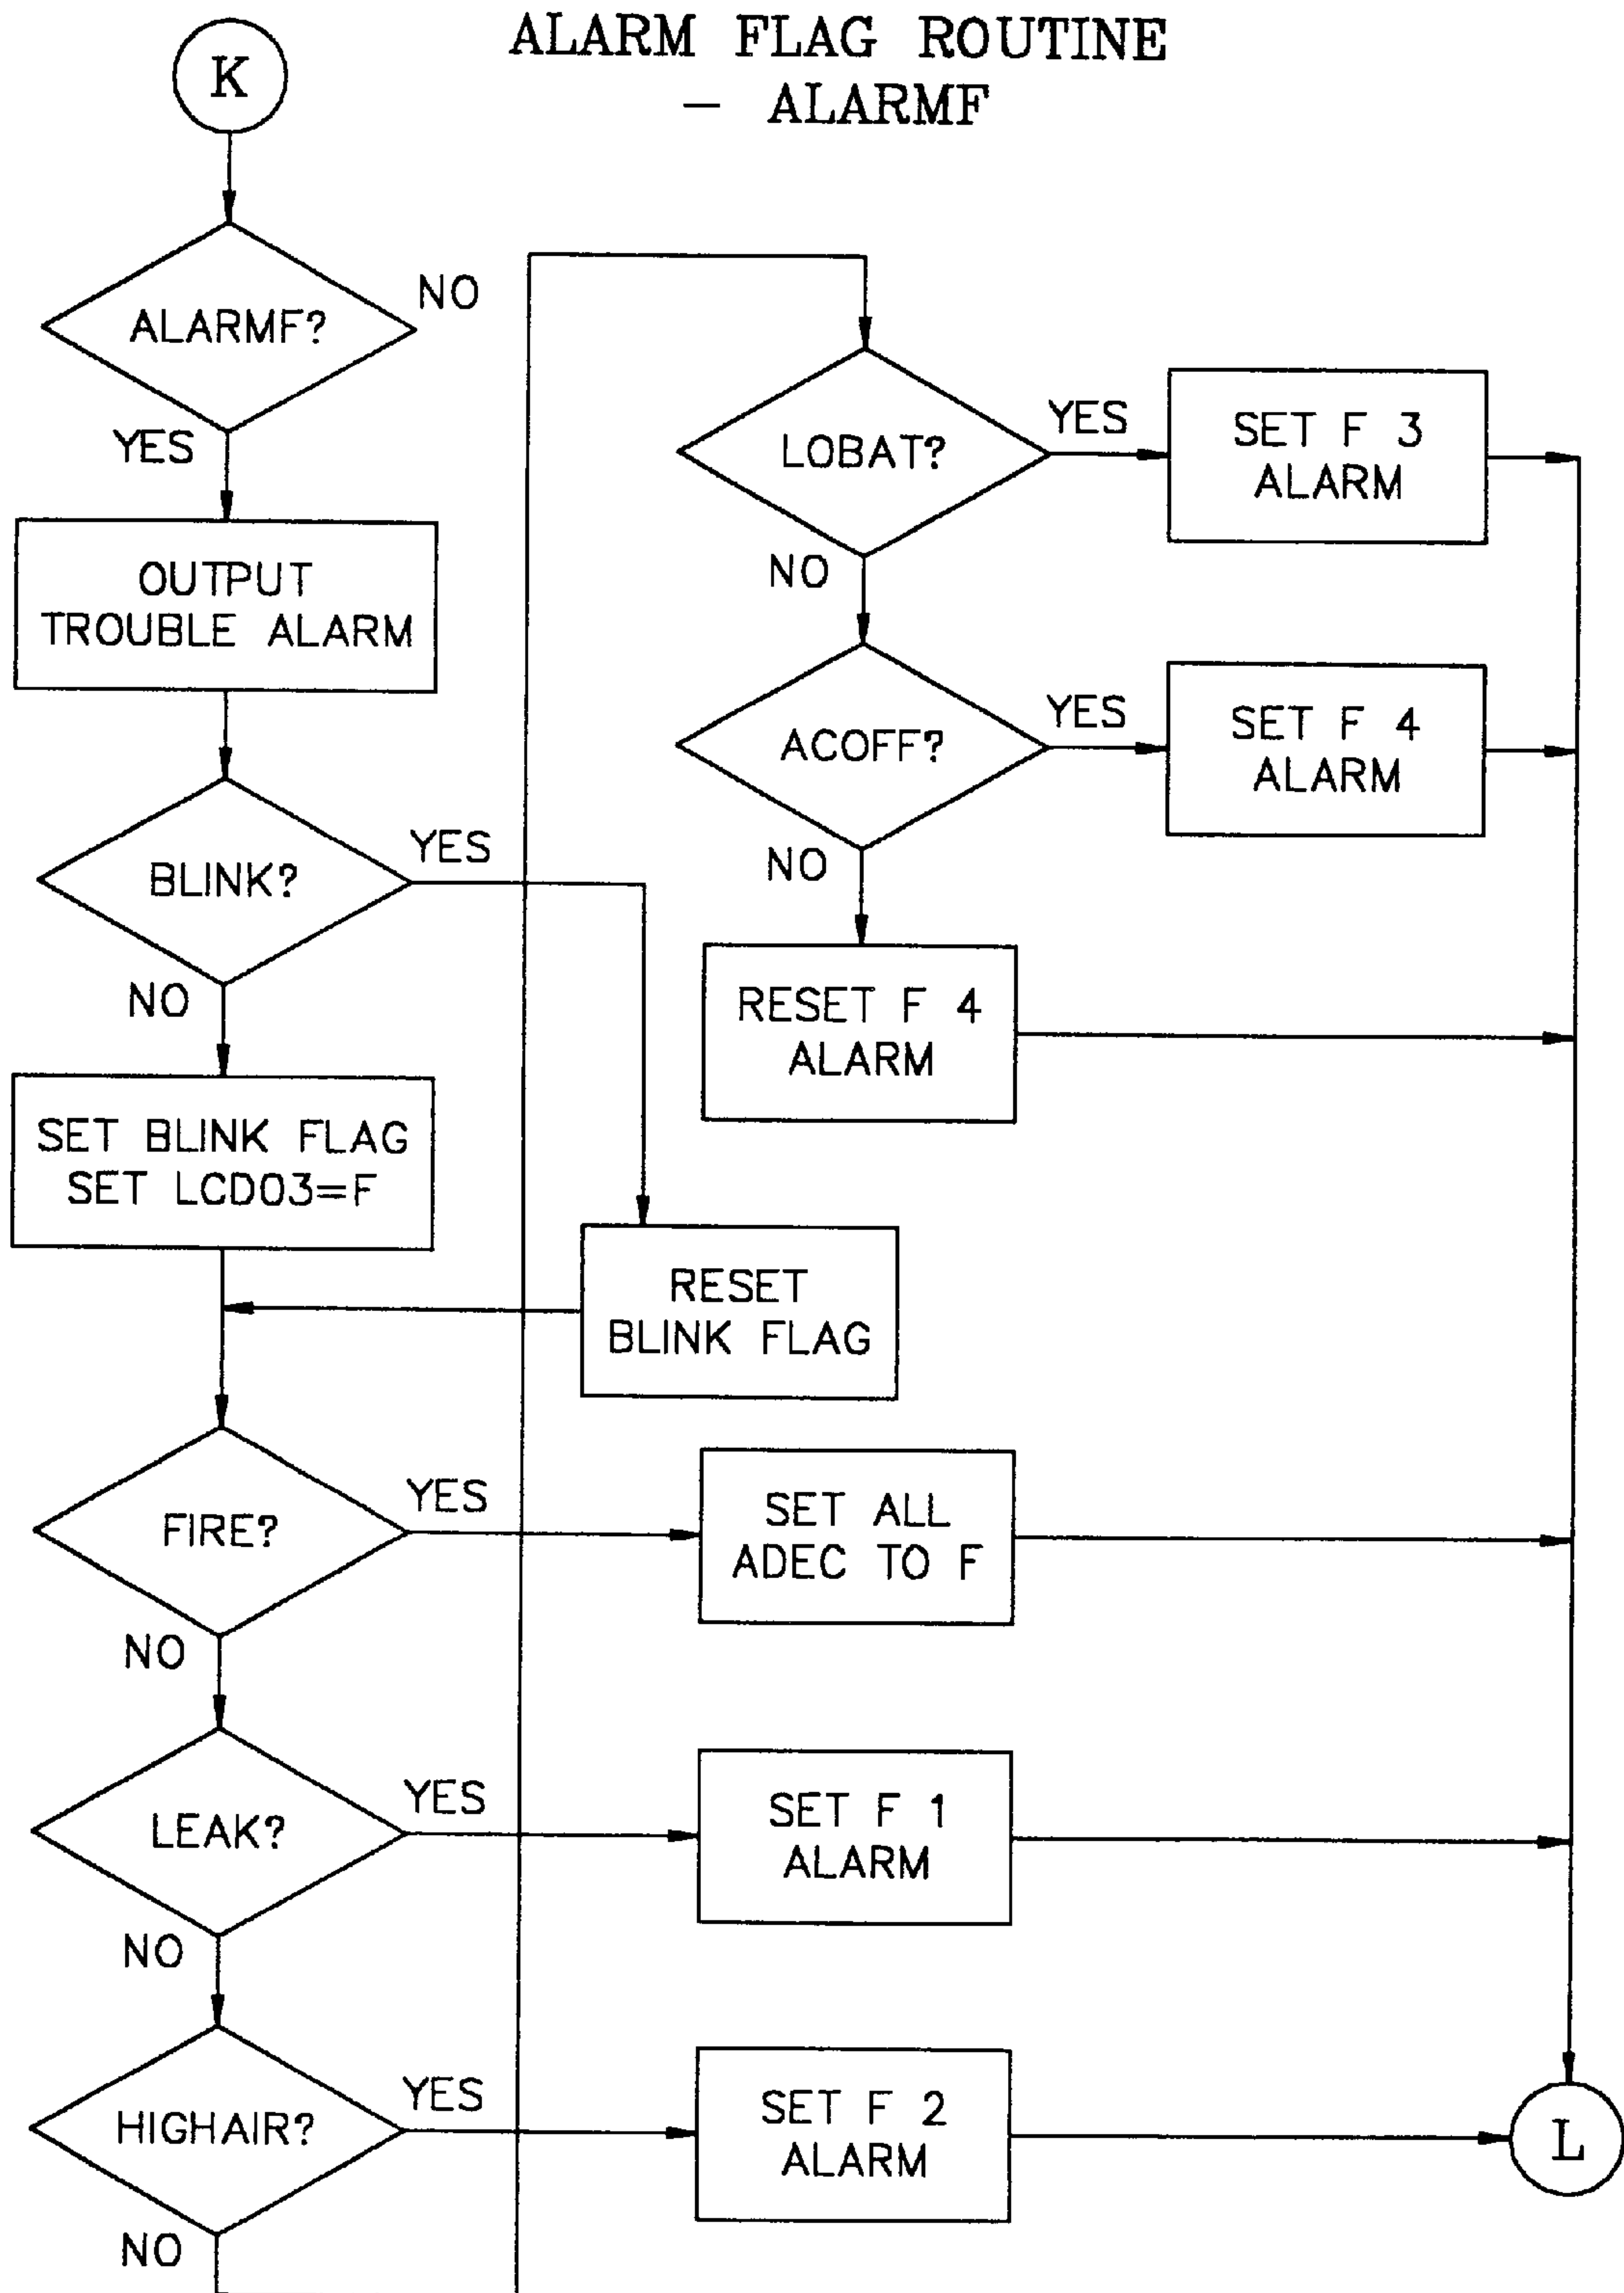 ALARM FLAG ROUTINE
— ALARMF
K
ALARMF?
NO
YES
OUTPUT
TROUBLE ALARM
BLINK?
YES
NO
SET BLINK FLAG
SET LCD03=F
RESET
BLINK FLAG
FIRE?
YES
SET ALL
ADEC TO F
NO
LEAK?
YES
SET F 1
ALARM
NO
HIGHAIR?
YES
SET F 2
ALARM
NO
LOBAT?
YES
SET F 3
ALARM
NO
ACOFF?
YES
SET F 4
ALARM
NO
RESET F 4
ALARM
L